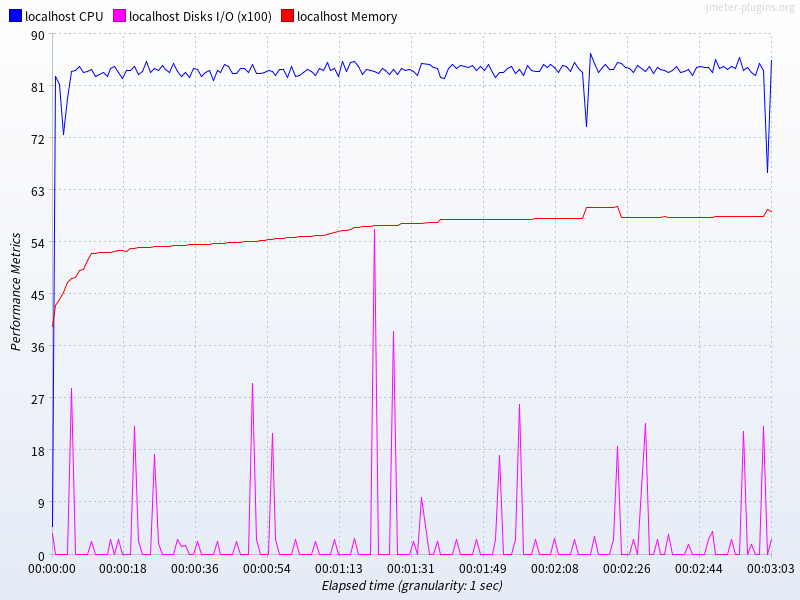 jmeter-plugins.org
localhost CPU localhost Disks I/O (x100) localhost Memory
90
81
72
63
54
45
36
27
18
9
0
Performance Metrics
00:00:00 00:00:18 00:00:36 00:00:54 00:01:13 00:01:31 00:01:49 00:02:08 00:02:26 00:02:44 00:03:03
Elapsed time (granularity: 1 sec)